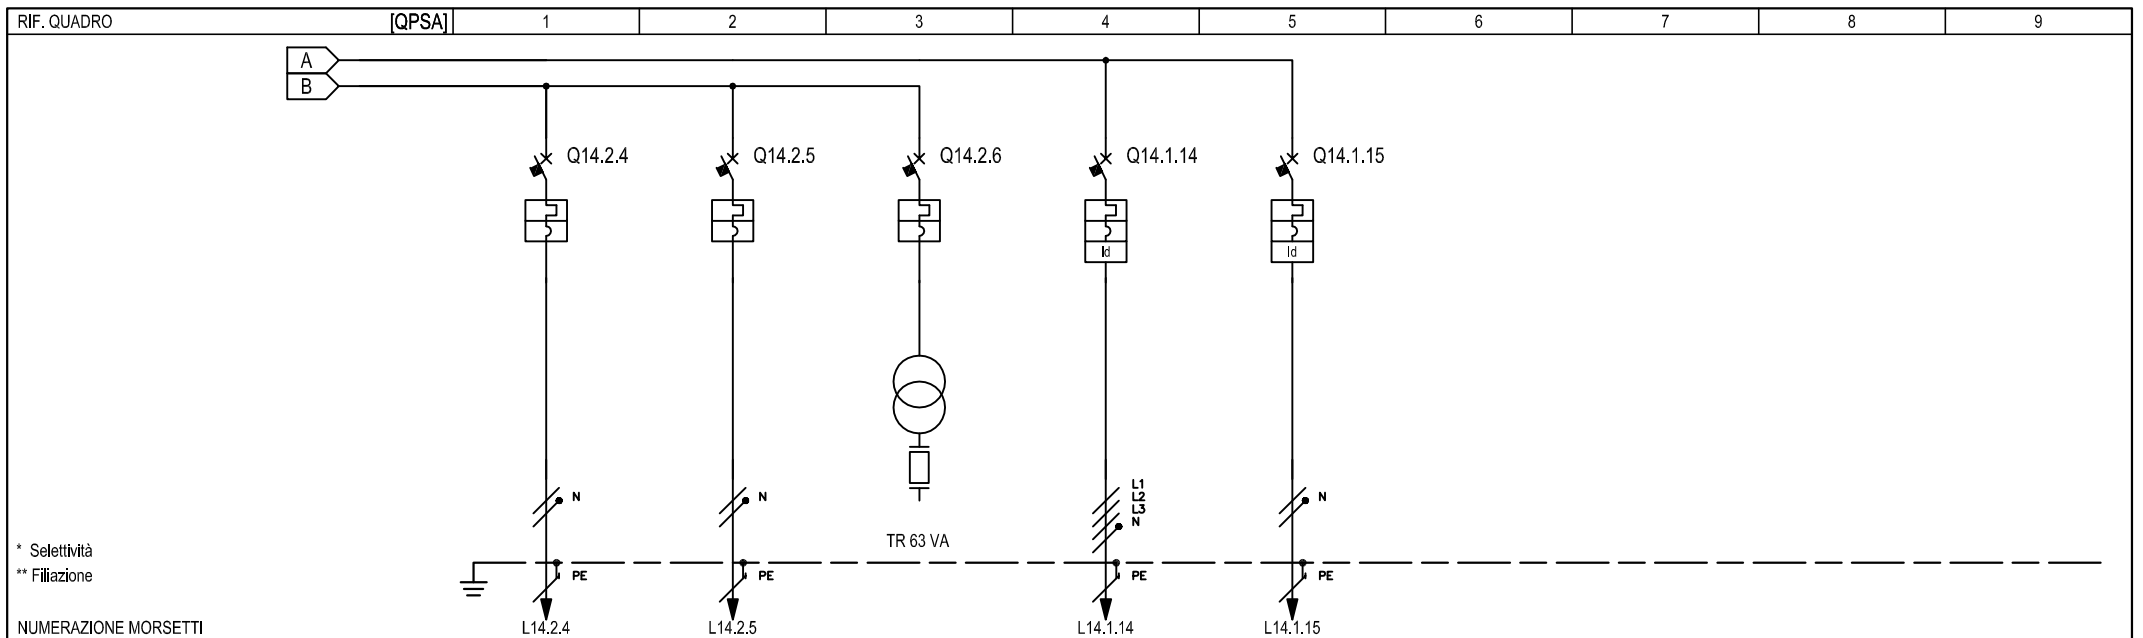 RIF. QUADRO [QPSA] 1 2 3 4 5 6 7 8 9
A
B
Q14.2.4 Q14.2.5 Q14.2.6 Q14.1.14 Q14.1.15
Id Id
L1
L2
L3
N N N N
TR 63 VA
* Selettività
** Filiazione
PE PE PE PE
NUMERAZIONE MORSETTI L14.2.4 L14.2.5 L14.1.14 L14.1.15